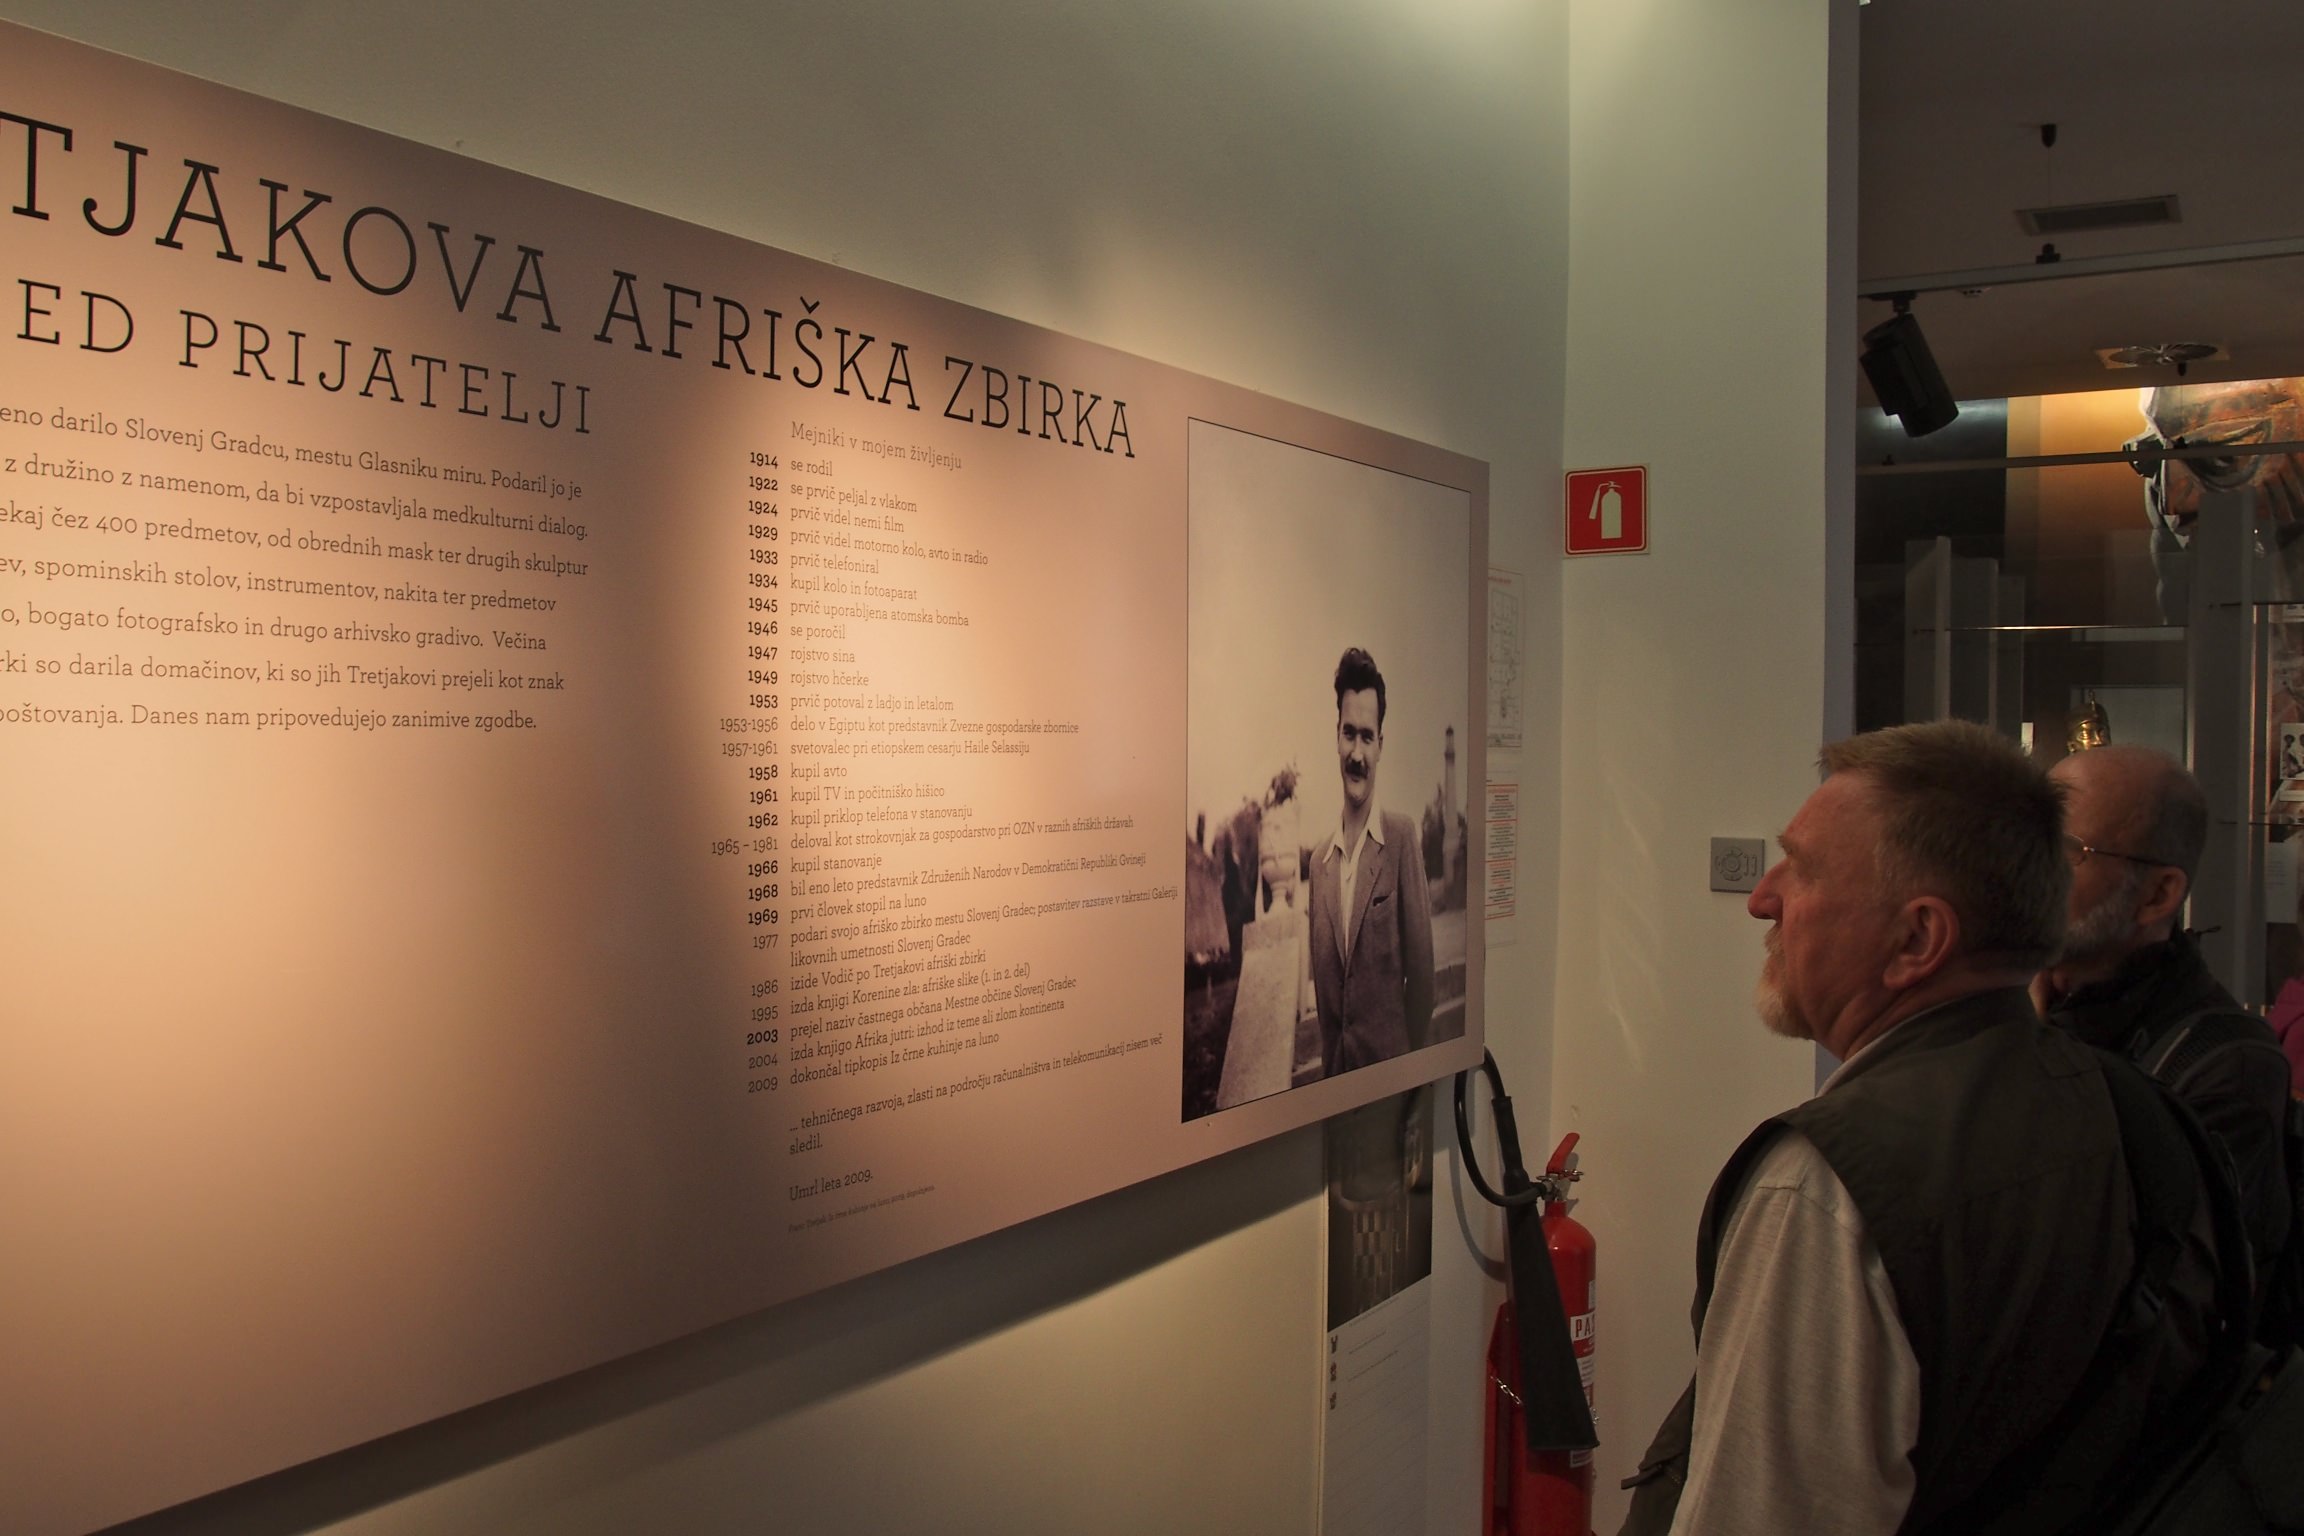 TJAKOVA AFRIŠKA ZBIRKA
ED PRIJATELJI
eno darilo Slovenj Gradcu, mestu Glasniku miru. Podaril jo je
z družino z namenom, da bi vzpostavljala medkulturni dialog.
ekaj čez 400 predmetov, od obrednih mask ter drugih skulptur
ev, spominskih stolov, instrumentov, nakita ter predmetov
o, bogato fotografsko in drugo arhivsko gradivo. Večina
rki so darila domačinov, ki so jih Tretjakovi prejeli kot znak
poštovanja. Danes nam pripovedujejo zanimive zgodbe.
Mejniki v mojem življenju
1914 se rodil
1922 se prvič peljal z vlakom
1924 prvič videl nemi film
1929 prvič videl motorno kolo, avto in radio
1933 prvič telefoniral
1934 kupil kolo in fotoaparat
1945 prvič uporabljena atomska bomba
1946 se poročil
1947 rojstvo sina
1949 rojstvo hčerke
1953 prvič potoval z ladjo in letalom
1953-1956 delo v Egiptu kot predstavnik Zvezne gospodarske zbornice
1957-1961 svetovalec pri etiopskem cesarju Haile Selassiju
1958 kupil avto
1961 kupil TV in počitniško hišico
1962 kupil priklop telefona v stanovanju
1965 – 1981 deloval kot strokovnjak za gospodarstvo pri OZN v raznih afriških državah
1966 kupil stanovanje
1968 bil eno leto predstavnik Združenih Narodov v Demokratični Republiki Gvineji
1969 prvi človek stopil na luno
1977 podari svojo afriško zbirko mestu Slovenj Gradec; postavitev razstave v takratni Galeriji
likovnih umetnosti Slovenj Gradec
1986 izide Vodič po Tretjakovi afriški zbirki
1995 izda knjigi Korenine zla: afriške slike (1. in 2. del)
2003 prejel naziv častnega občana Mestne občine Slovenj Gradec
2004 izda knjigo Afrika jutri: izhod iz teme ali zlom kontinenta
2009 dokončal tipkopis Iz črne kuhinje na luno
... tehničnega razvoja, zlasti na področju računalništva in telekomunikacij nisem več
sledil.
Umrl leta 2009.